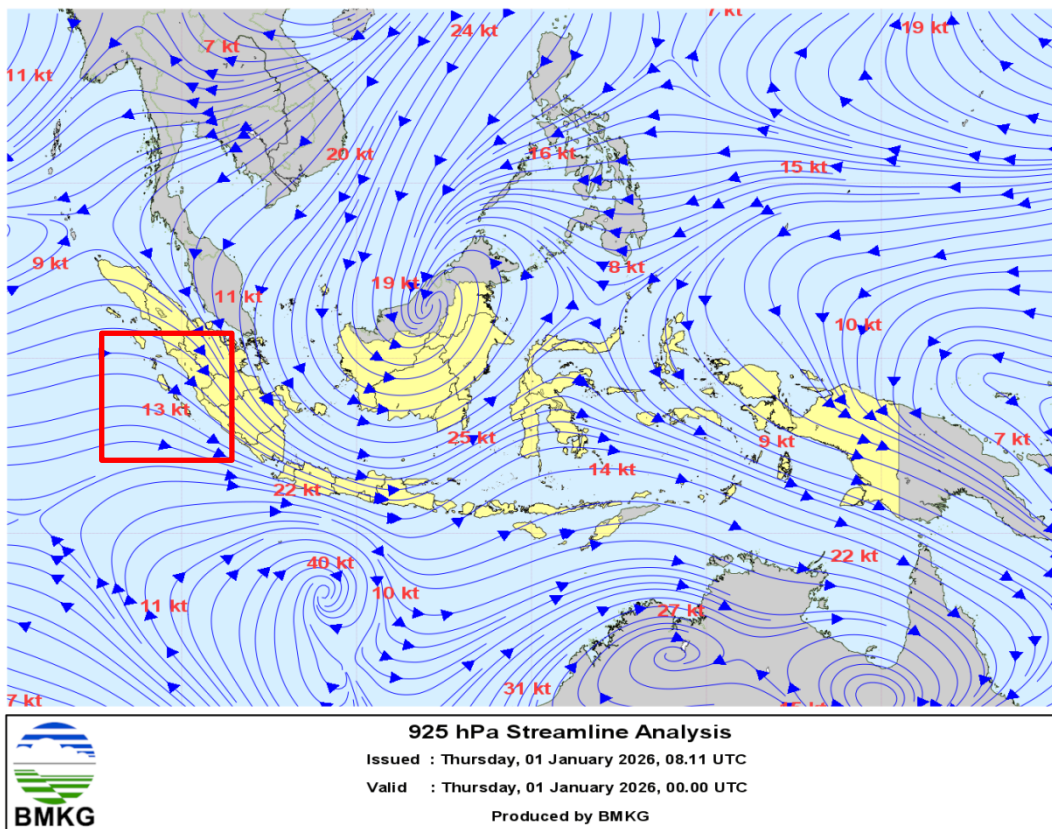 7 kt
24 kt
19 kt
7 kt
11 kt
20 kt
16 kt
15 kt
9 kt
8 kt
19 kt
11 kt
10 kt
13 kt
25 kt
9 kt
7 kt
14 kt
22 kt
22 kt
40 kt
10 kt
11 kt
27 kt
31 kt
7 kt
925 hPa Streamline Analysis
Issued : Thursday, 01 January 2026, 08.11 UTC
Valid : Thursday, 01 January 2026, 00.00 UTC
Produced by BMKG
BMKG